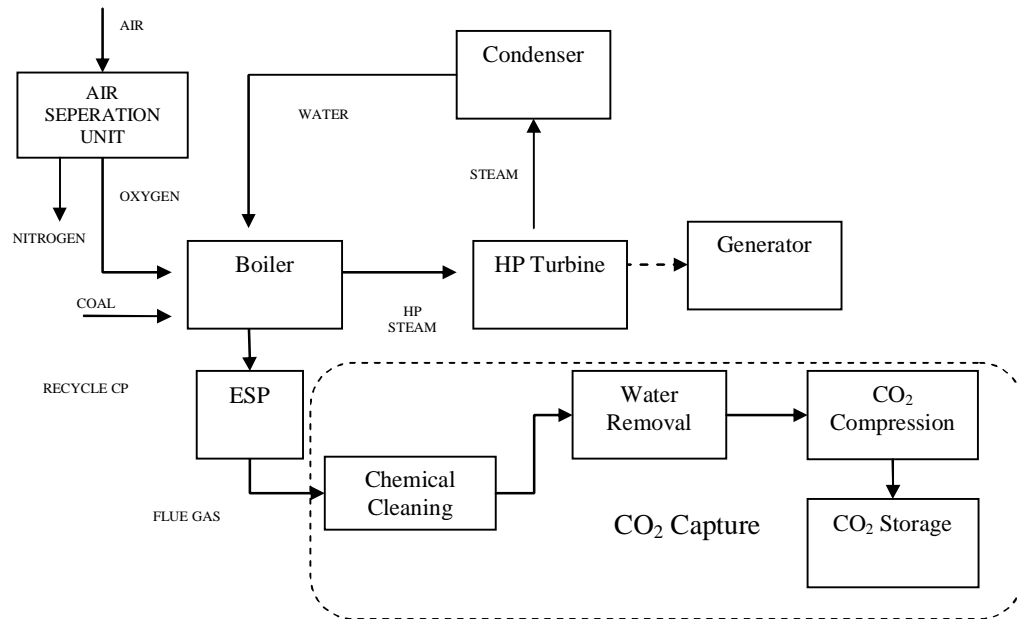 AIR
AIR
SEPERATION
UNIT
Condenser
WATER
STEAM
OXYGEN
NITROGEN
Boiler
HP Turbine
Generator
COAL
HP
STEAM
RECYCLE CP
ESP
Water
Removal
CO₂
Compression
Chemical
Cleaning
FLUE GAS
CO₂ Capture
CO₂ Storage